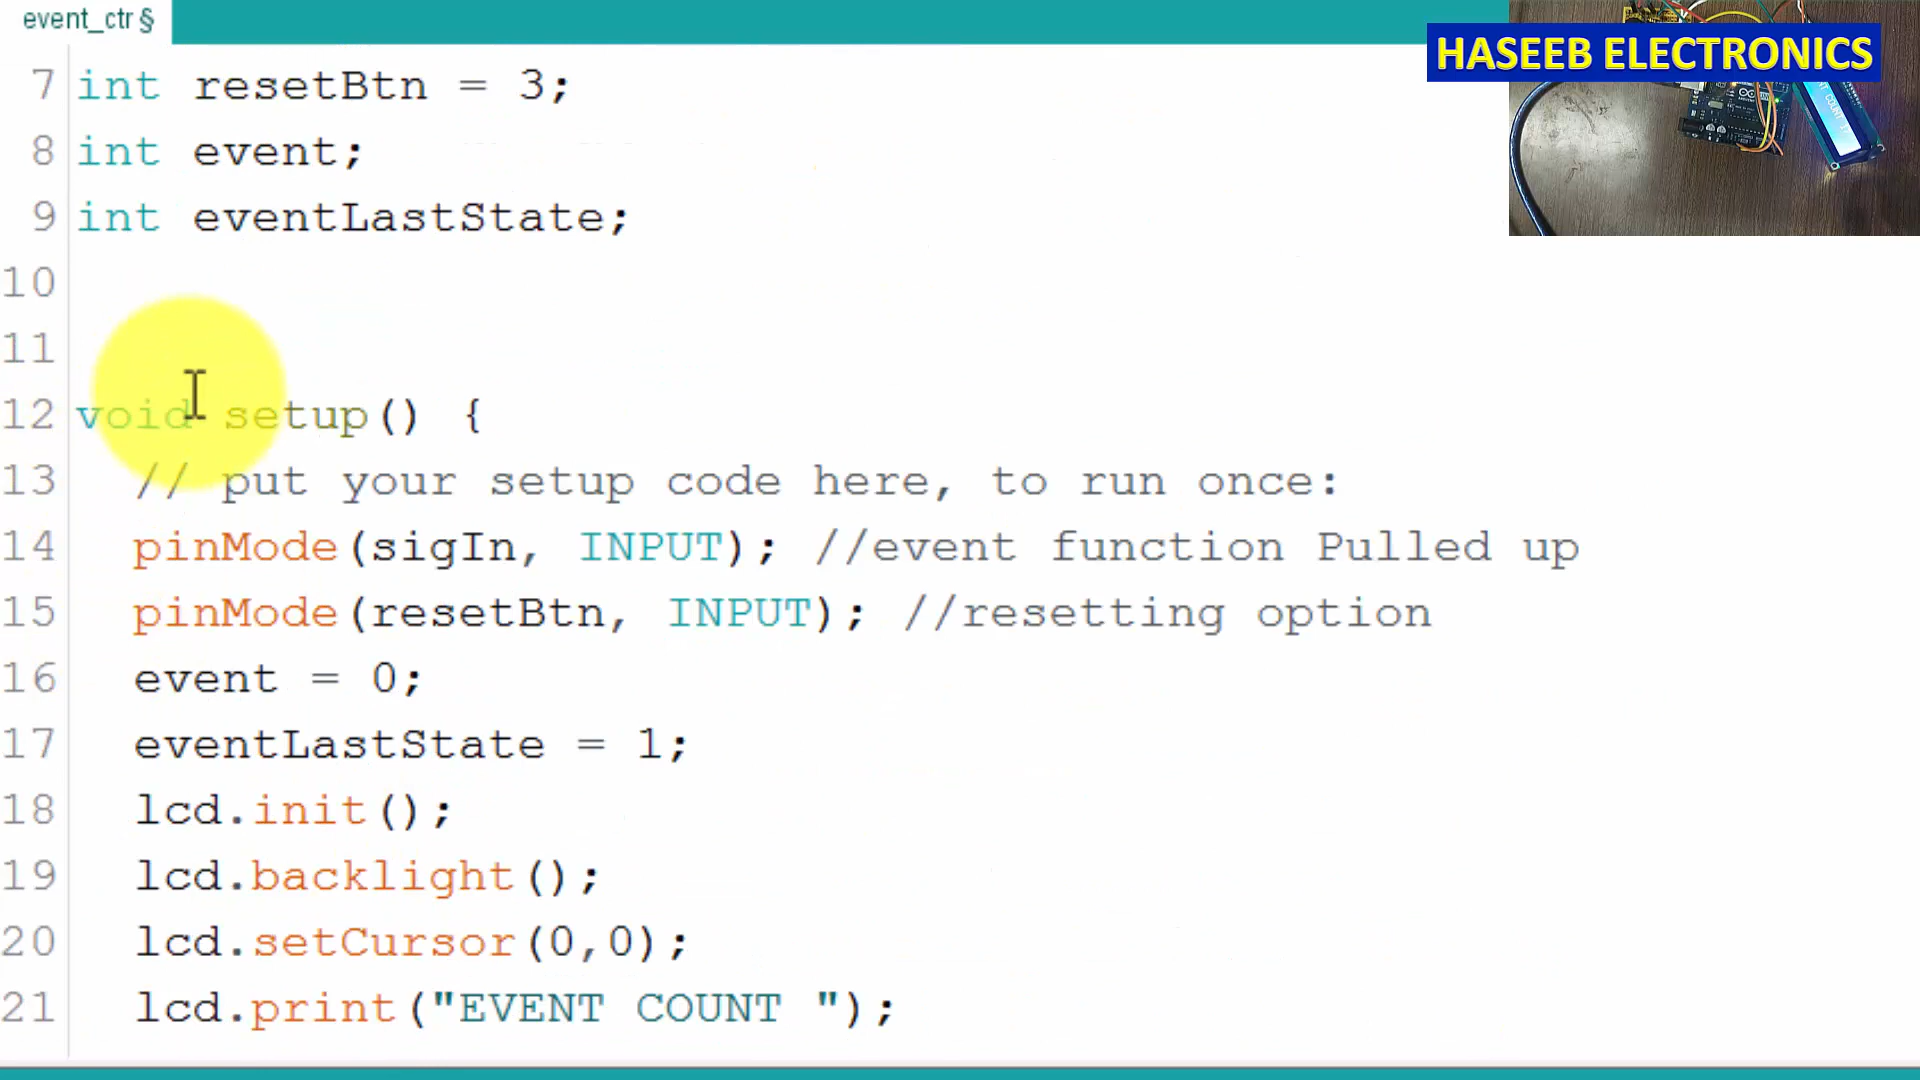 event_ctr §
HASEEB ELECTRONICS
7 int resetBtn = 3;
8 int event;
9 int eventLastState;
10
11
12 void setup() {
13 // put your setup code here, to run once:
14 pinMode(sigIn, INPUT); //event function Pulled up
15 pinMode(resetBtn, INPUT); //resetting option
16 event = 0;
17 eventLastState = 1;
18 lcd.init();
19 lcd.backlight();
20 lcd.setCursor(0,0);
21 lcd.print("EVENT COUNT ");
COUNT